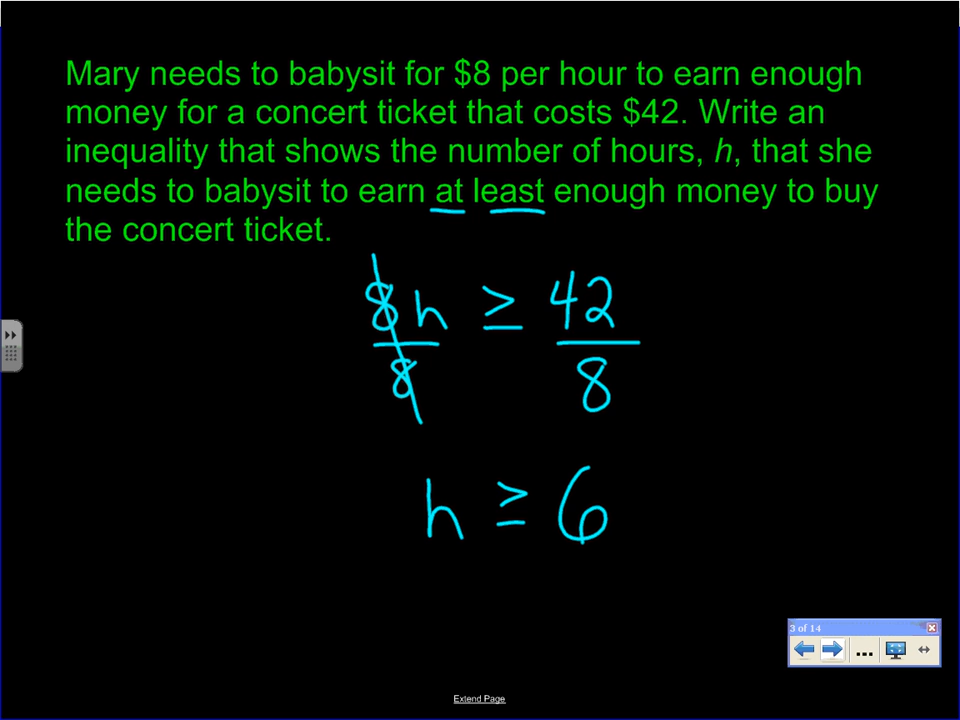 Mary needs to babysit for $8 per hour to earn enough
money for a concert ticket that costs $42. Write an
inequality that shows the number of hours, h, that she
needs to babysit to earn at least enough money to buy
the concert ticket.
8h ≥ 42
8 8
h ≥ 6
3 of 14
...
Extend Page